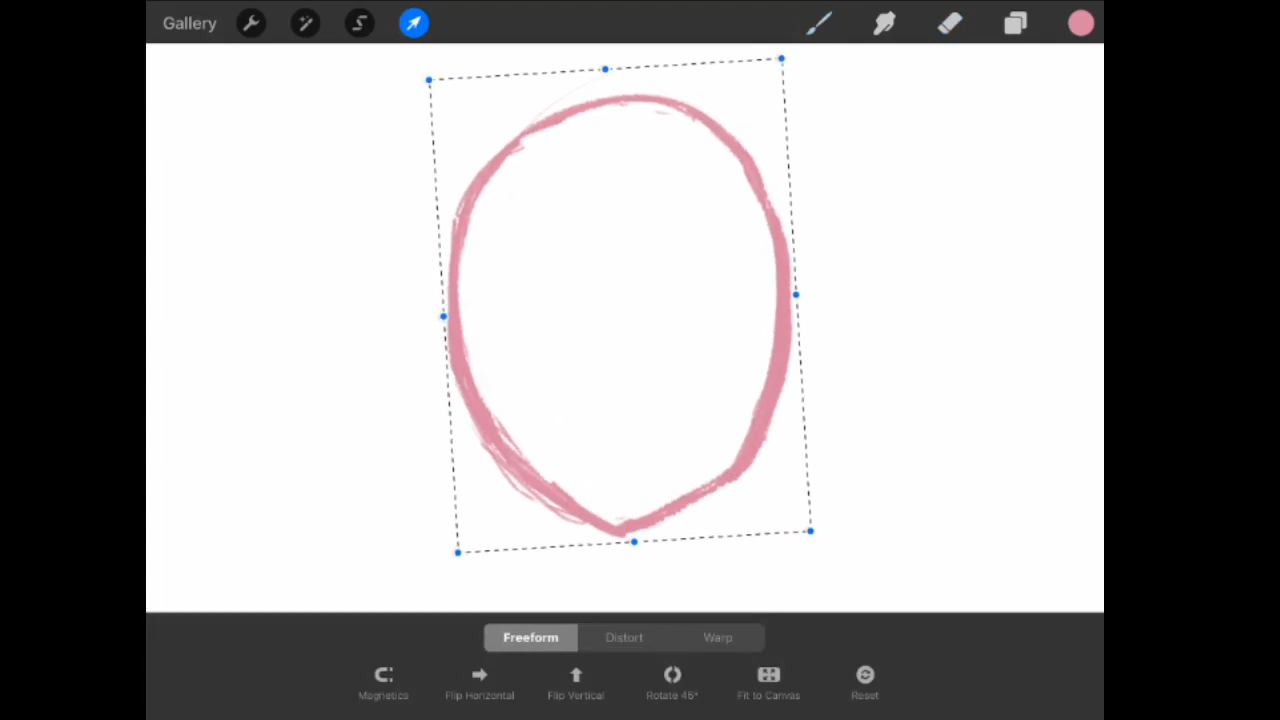 Gallery
Freeform Distort Warp
Magnetics Flip Horizontal Flip Vertical Rotate 45° Fit to Canvas Reset